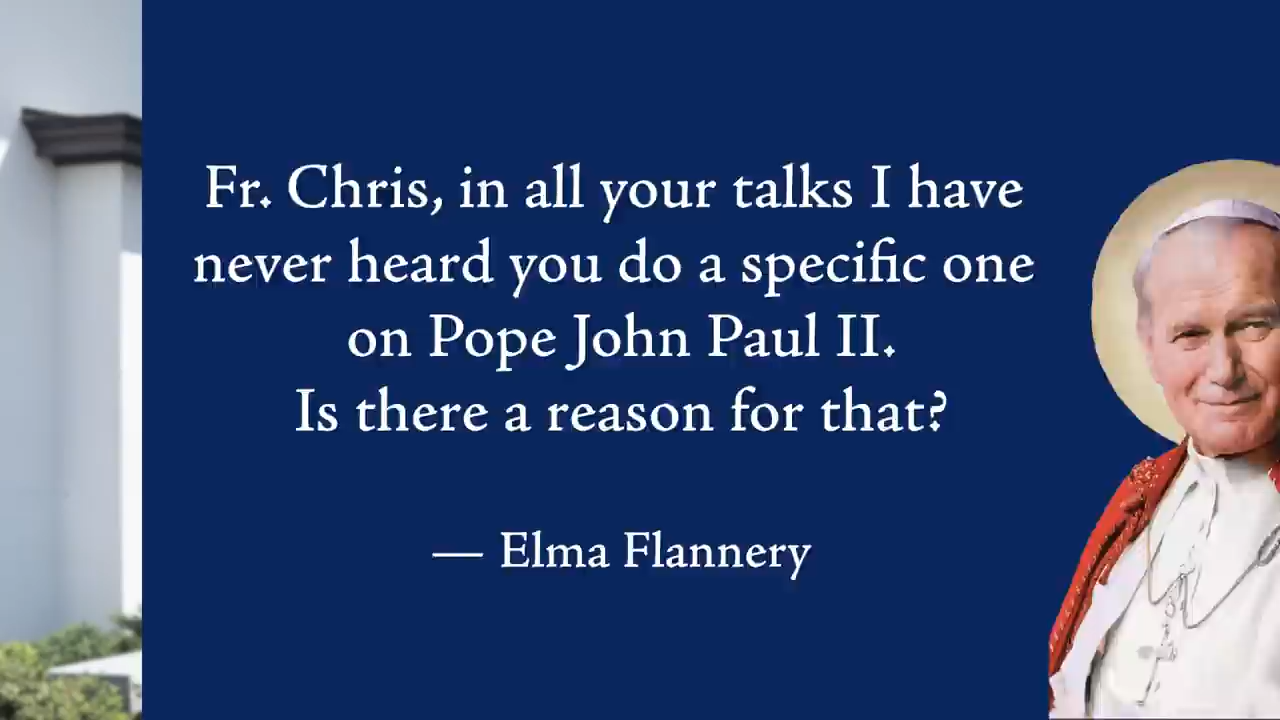 Fr. Chris, in all your talks I have
never heard you do a specific one
on Pope John Paul II.
Is there a reason for that?
— Elma Flannery